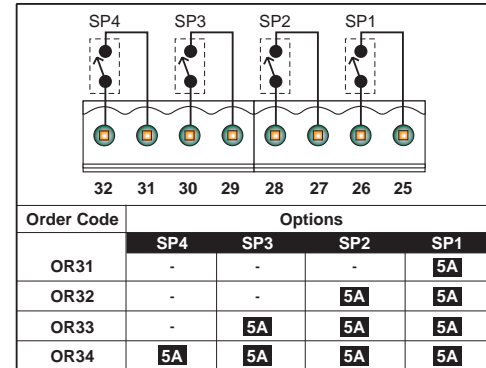 SP4 SP3 SP2 SP1
32 31 30 29 28 27 26 25
Order Code Options
SP4 SP3 SP2 SP1
OR31 - - - 5A
OR32 - - 5A 5A
OR33 - 5A 5A 5A
OR34 5A 5A 5A 5A